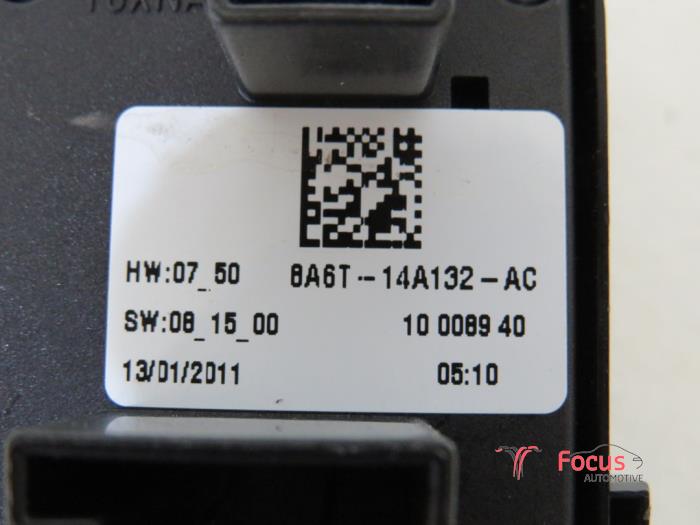 HW:07_50 8A6T-14A132-AC
SW:08_15_00 10 0089 40
13/01/2011 05:10
Focus
AUTOMOTIVE